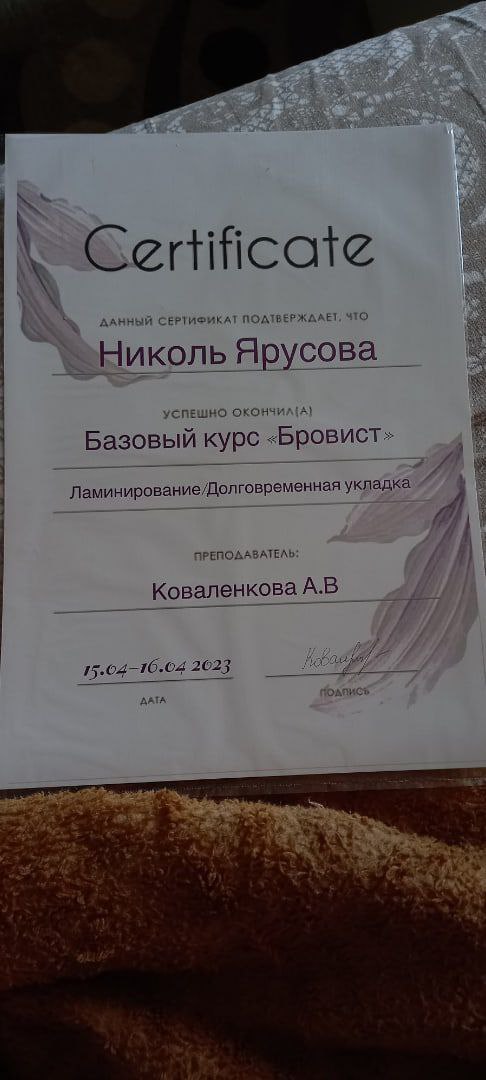 Certificate
ДАННЫЙ СЕРТИФИКАТ ПОДТВЕРЖДАЕТ, ЧТО
Николь Ярусова
УСПЕШНО ОКОНЧИЛ(А)
Базовый курс «Бровист»
Ламинирование/Долговременная укладка
ПРЕПОДАВАТЕЛЬ:
Коваленкова А.В
15.04-16.04 2023
ДАТА
ПОДПИСЬ